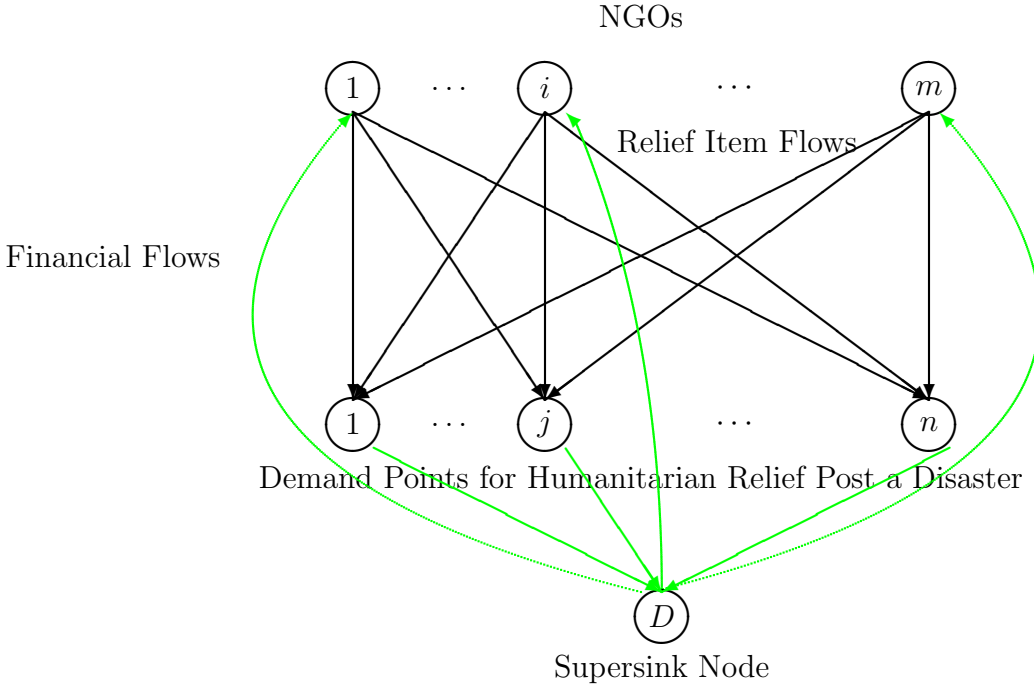 NGOs
1 ··· i ··· m
Relief Item Flows
Financial Flows
1 ··· j ··· n
Demand Points for Humanitarian Relief Post a Disaster
D
Supersink Node